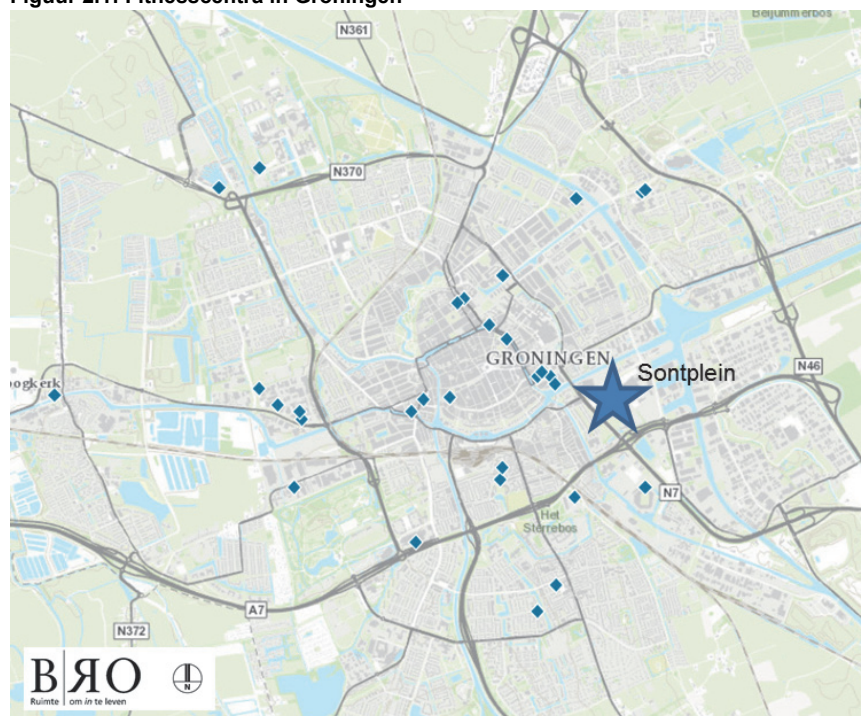 Figuur 2.1: Fitnesscentra in Groningen
Beijummerbos
N361
N370
GRONINGEN
Sontplein
N46
oogkerk
N7
Het
Sterrebos
A7
N372
BRO
Ruimte om in te leven
N